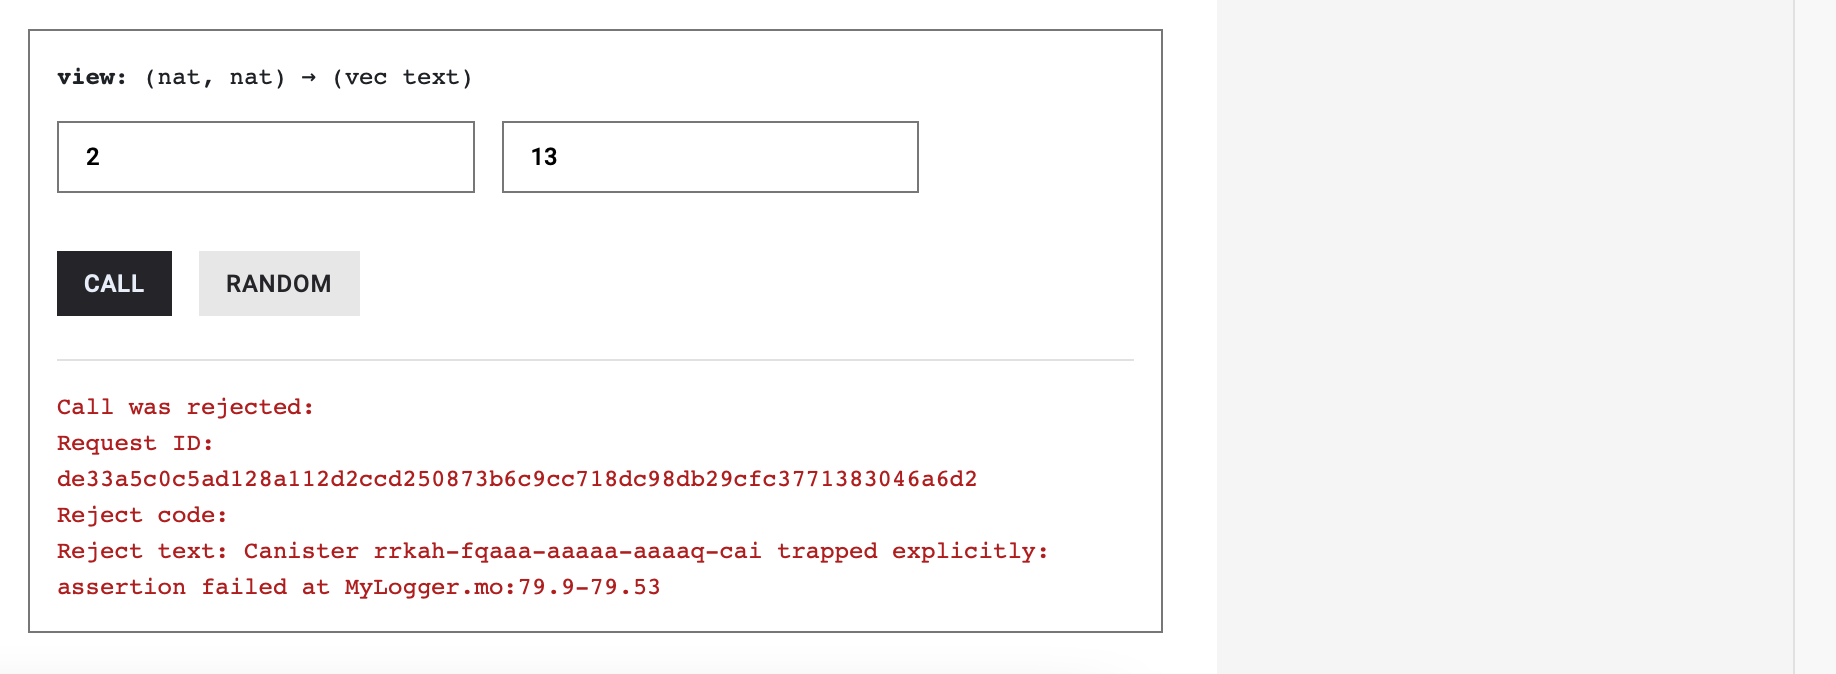 view: (nat, nat) → (vec text)
2 13
CALL RANDOM
Call was rejected:
Request ID:
de33a5c0c5ad128a112d2ccd250873b6c9cc718dc98db29cfc3771383046a6d2
Reject code:
Reject text: Canister rrkah-fqaaa-aaaaa-aaaaq-cai trapped explicitly:
assertion failed at MyLogger.mo:79.9-79.53